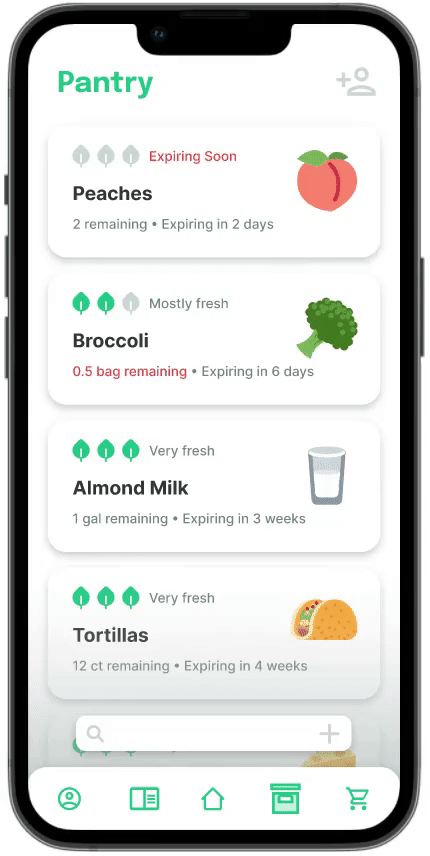 Pantry
Expiring Soon
Peaches
2 remaining • Expiring in 2 days
Mostly fresh
Broccoli
0.5 bag remaining • Expiring in 6 days
Very fresh
Almond Milk
1 gal remaining • Expiring in 3 weeks
Very fresh
Tortillas
12 ct remaining • Expiring in 4 weeks